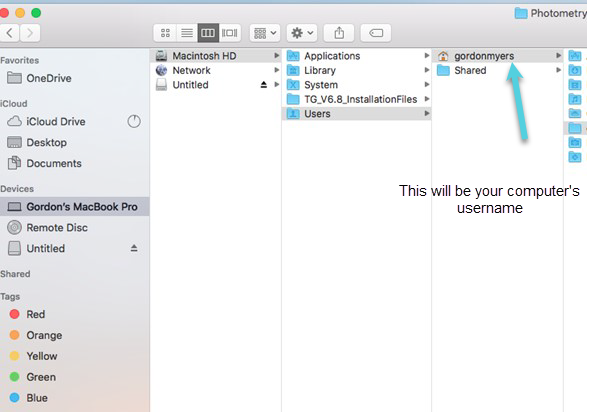 Photometry
Favorites
OneDrive
iCloud
iCloud Drive
Desktop
Documents
Devices
Gordon's MacBook Pro
Remote Disc
Untitled
Shared
Tags
Red
Orange
Yellow
Green
Blue
Macintosh HD
Network
Untitled
Applications
Library
System
TG_V6.8_InstallationFiles
Users
gordonmyers
Shared
This will be your computer's
username